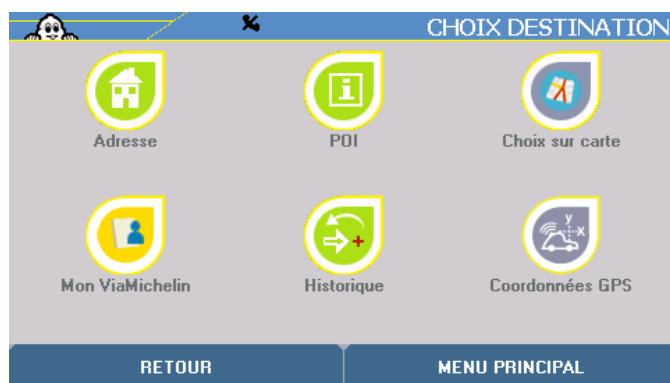 CHOIX DESTINATION
Adresse
POI
Choix sur carte
Mon ViaMichelin
Historique
Coordonnées GPS
RETOUR
MENU PRINCIPAL